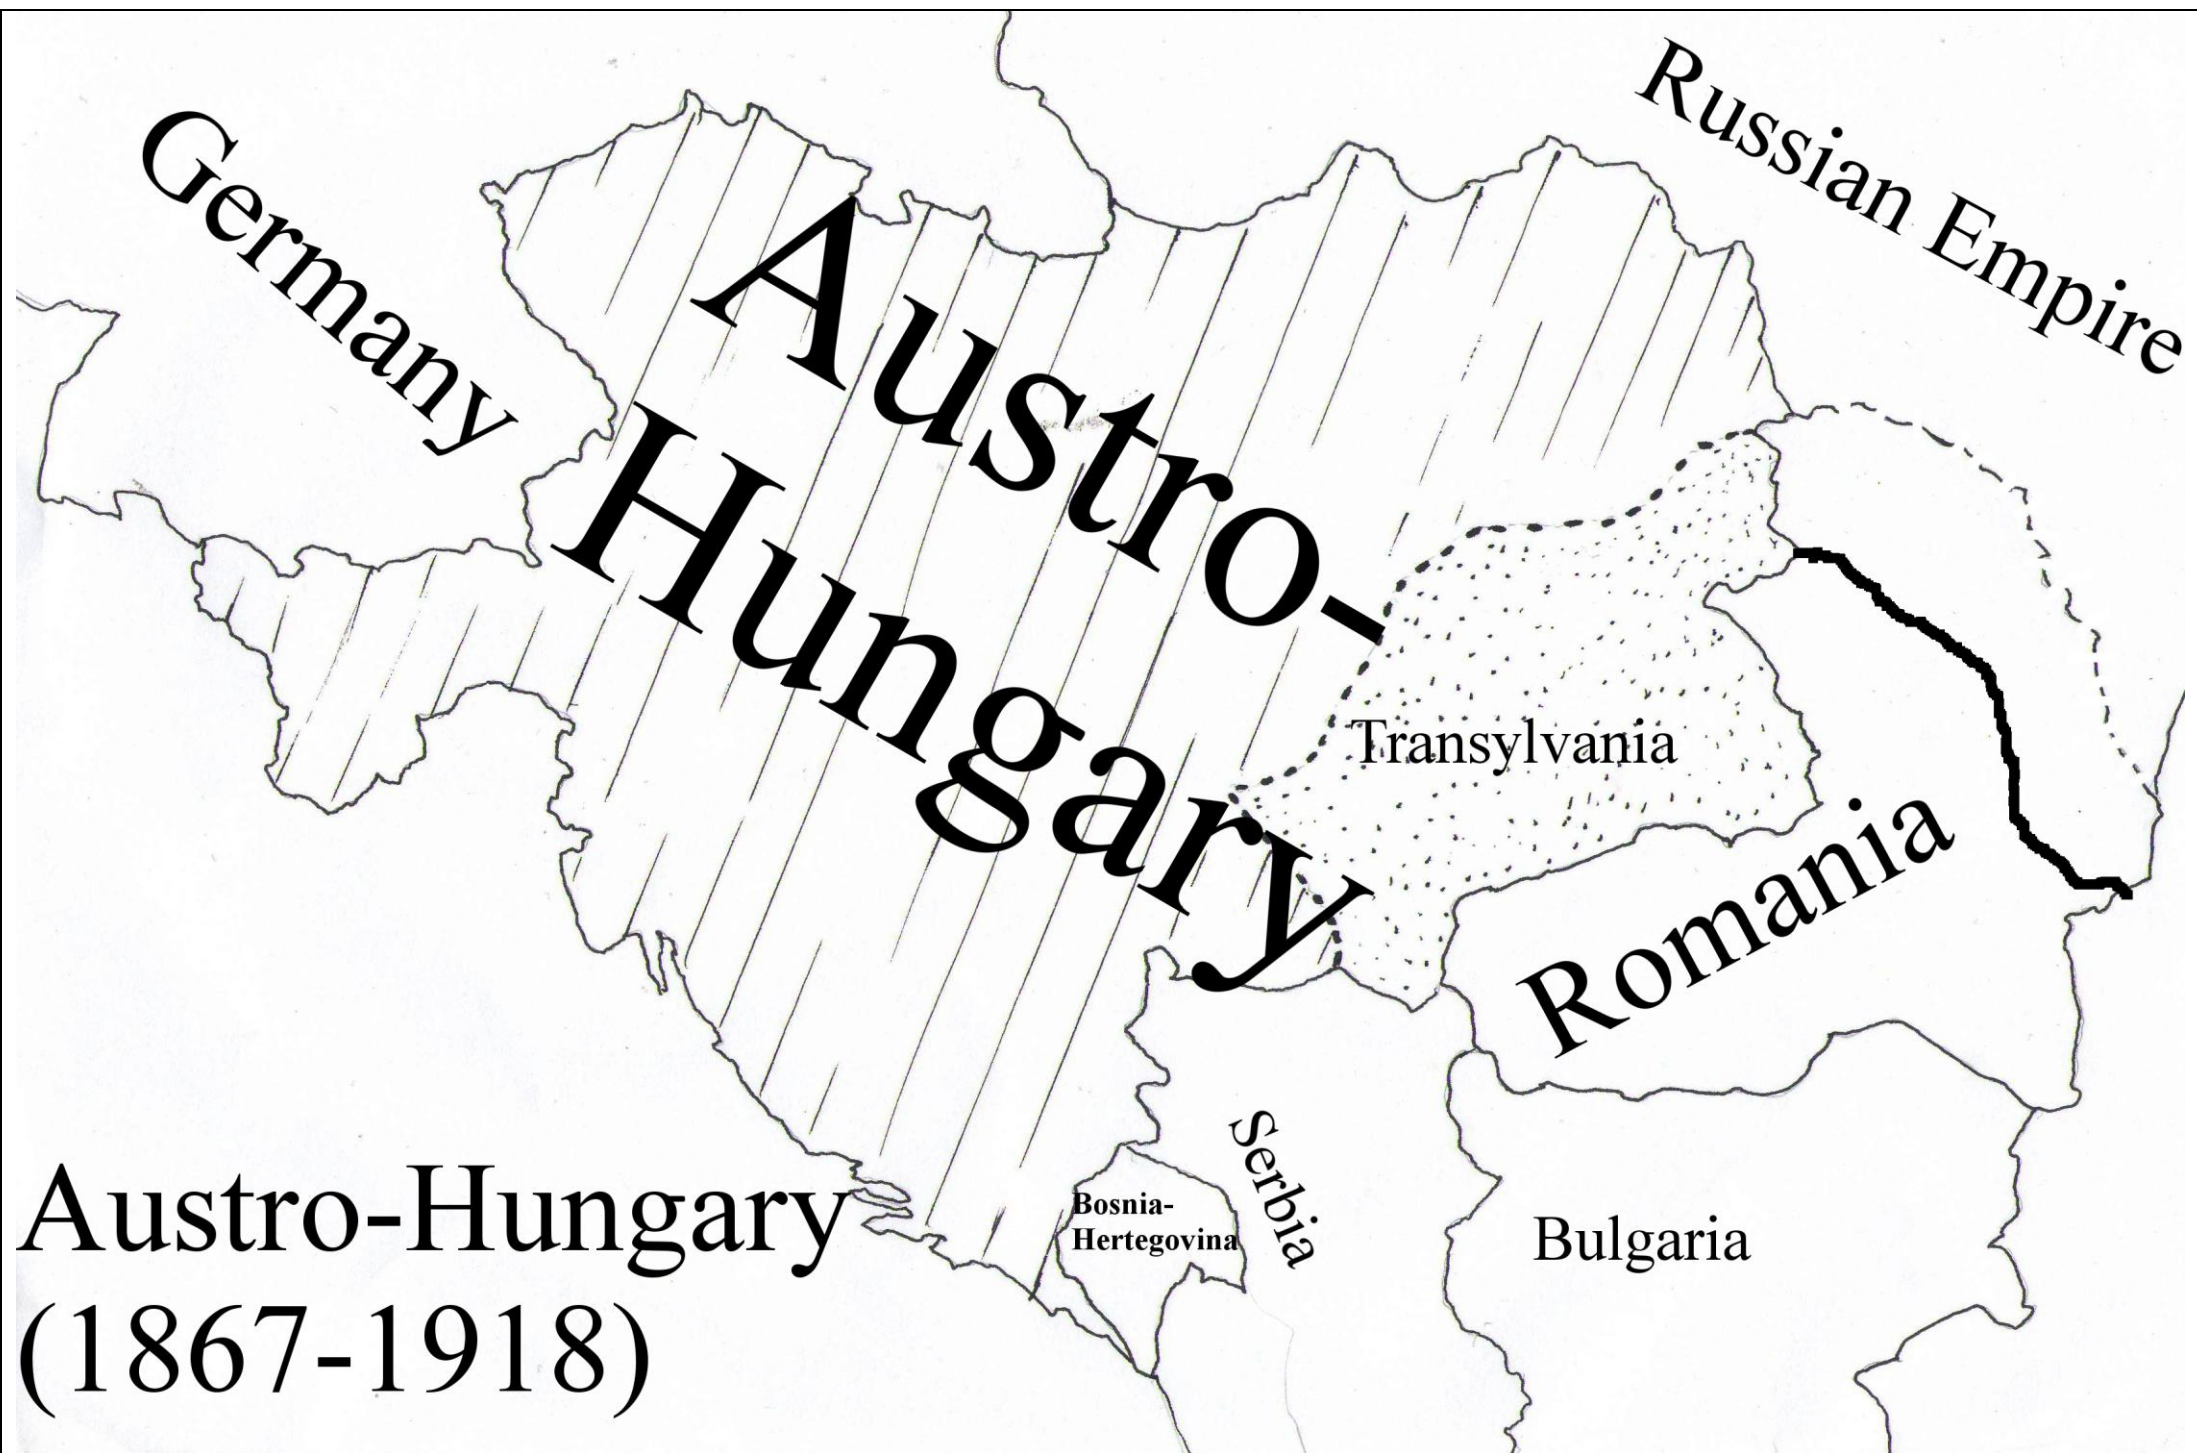 Germany
Russian Empire
Austro-
Hungary
Transylvania
Romania
Bosnia-
Hertegovina
Serbia
Bulgaria
Austro-Hungary
(1867-1918)